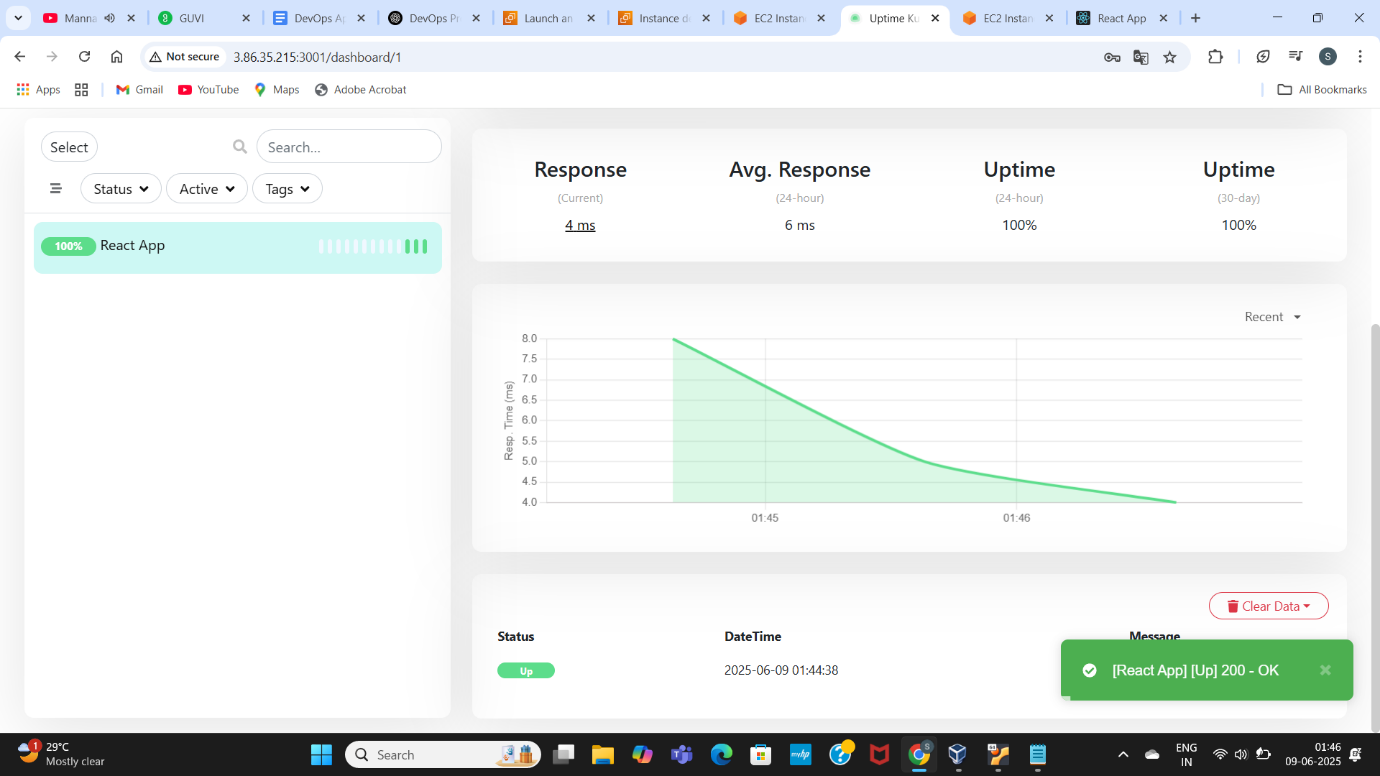 Manna
GUVI
DevOps Ap
DevOps Pr
Launch an
Instance de
EC2 Instan
Uptime Ku
EC2 Instan
React App
Not secure
3.86.35.215:3001/dashboard/1
S
Apps
Gmail
YouTube
Maps
Adobe Acrobat
All Bookmarks
Select
Search...
Status
Active
Tags
100%
React App
Response
(Current)
4 ms
Avg. Response
(24-hour)
6 ms
Uptime
(24-hour)
100%
Uptime
(30-day)
100%
Recent
Resp. Time (ms)
8.0
7.5
7.0
6.5
6.0
5.5
5.0
4.5
4.0
01:45
01:46
Clear Data
Status
DateTime
Message
Up
2025-06-09 01:44:38
[React App] [Up] 200 - OK
1
29°C
Mostly clear
Search
myhp
S
ENG
IN
01:46
09-06-2025